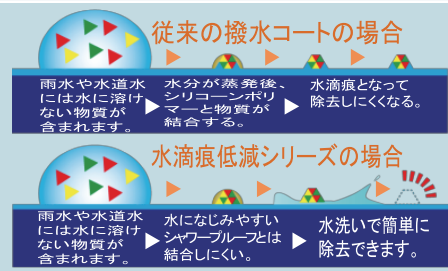 従来の撥水コートの場合
雨水や水道水
には水に溶け
ない物質が
含まれます。
水分が蒸発後、
シリコーンポリ
マーと物質が
結合する。
水滴痕となって
除去しにくくなる。
水滴痕低減シリーズの場合
雨水や水道水
には水に溶け
ない物質が
含まれます。
水になじみやすい
シャワープルーフとは
結合しにくい。
水洗いで簡単に
除去できます。